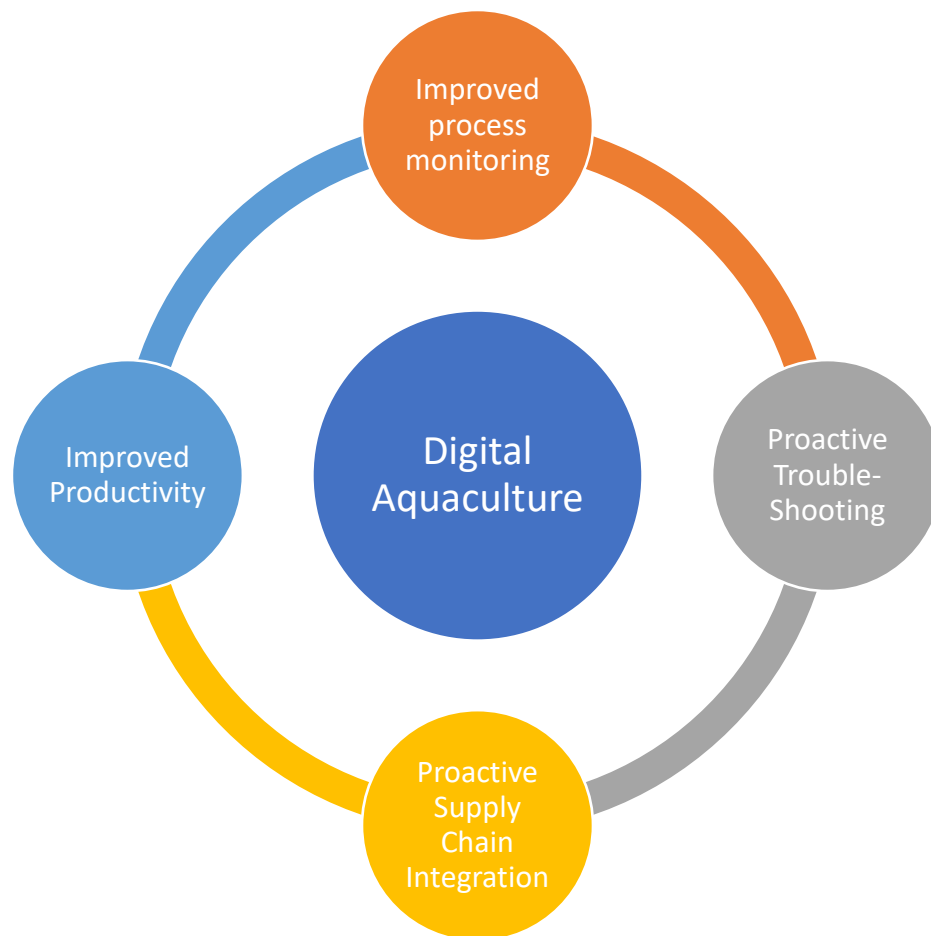 Improved
process
monitoring
Digital
Aquaculture
Proactive
Trouble-
Shooting
Improved
Productivity
Proactive
Supply
Chain
Integration